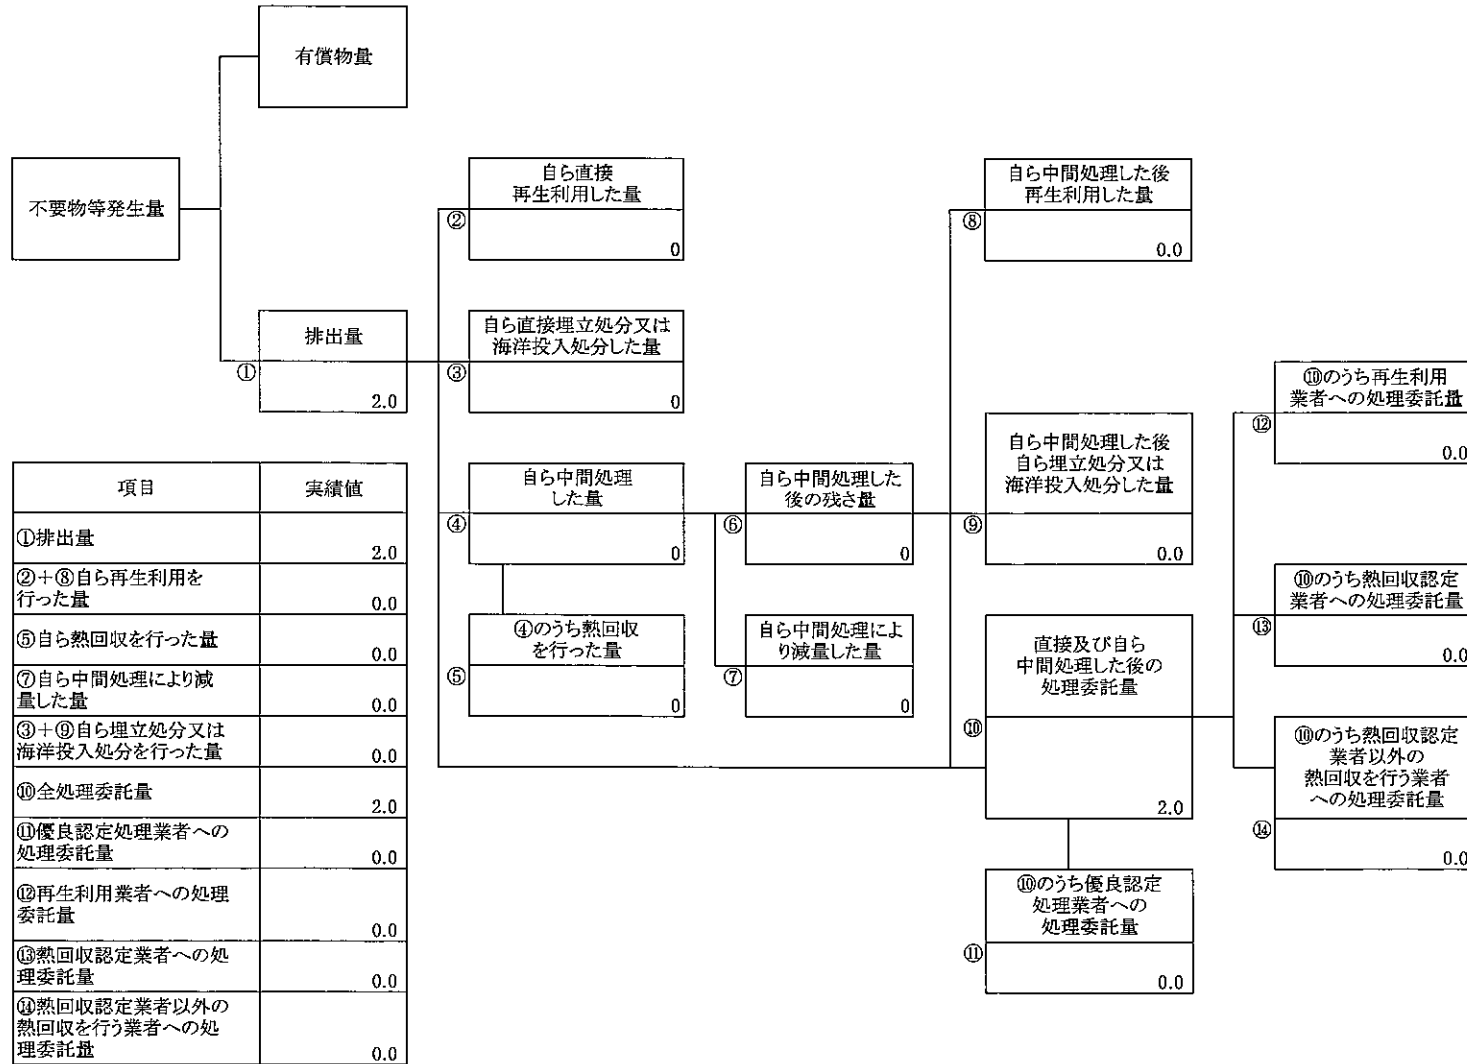 有償物量
不要物等発生量
排出量
①
2.0
自ら直接
再生利用した量
②
0
自ら直接埋立処分又は
海洋投入処分した量
③
0
自ら中間処理
した量
④
0
④のうち熱回収
を行った量
⑤
0
自ら中間処理した
後の残さ量
⑥
0
自ら中間処理によ
り減量した量
⑦
0
自ら中間処理した後
再生利用した量
⑧
0.0
自ら中間処理した後
自ら埋立処分又は
海洋投入処分した量
⑨
0.0
直接及び自ら
中間処理した後の
処理委託量
⑩
2.0
⑩のうち優良認定
処理業者への
処理委託量
⑪
0.0
⑩のうち再生利用
業者への処理委託量
⑫
0.0
⑩のうち熱回収認定
業者への処理委託量
⑬
0.0
⑩のうち熱回収認定
業者以外の
熱回収を行う業者
への処理委託量
⑭
0.0
項目 実績値
①排出量
2.0
②+⑧自ら再生利用を
行った量
0.0
⑤自ら熱回収を行った量
0.0
⑦自ら中間処理により減
量した量
0.0
③+⑨自ら埋立処分又は
海洋投入処分を行った量
0.0
⑩全処理委託量
2.0
⑪優良認定処理業者への
処理委託量
0.0
⑫再生利用業者への処理
委託量
0.0
⑬熱回収認定業者への処
理委託量
0.0
⑭熱回収認定業者以外の
熱回収を行う業者への処
理委託量
0.0